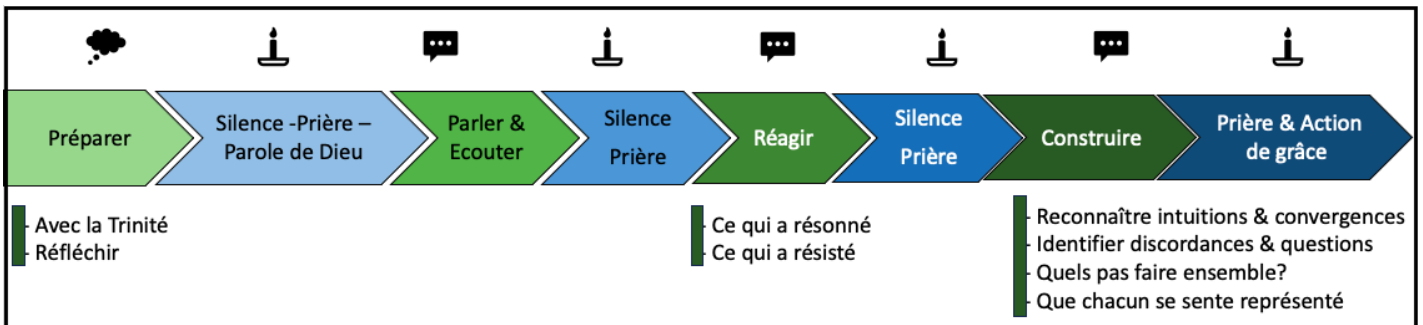 Préparer
Silence -Prière –
Parole de Dieu
Parler &
Ecouter
Silence
Prière
Réagir
Silence
Prière
Construire
Prière & Action
de grâce
- Avec la Trinité
- Réfléchir
- Ce qui a résonné
- Ce qui a résisté
- Reconnaître intuitions & convergences
- Identifier discordances & questions
- Quels pas faire ensemble?
- Que chacun se sente représenté